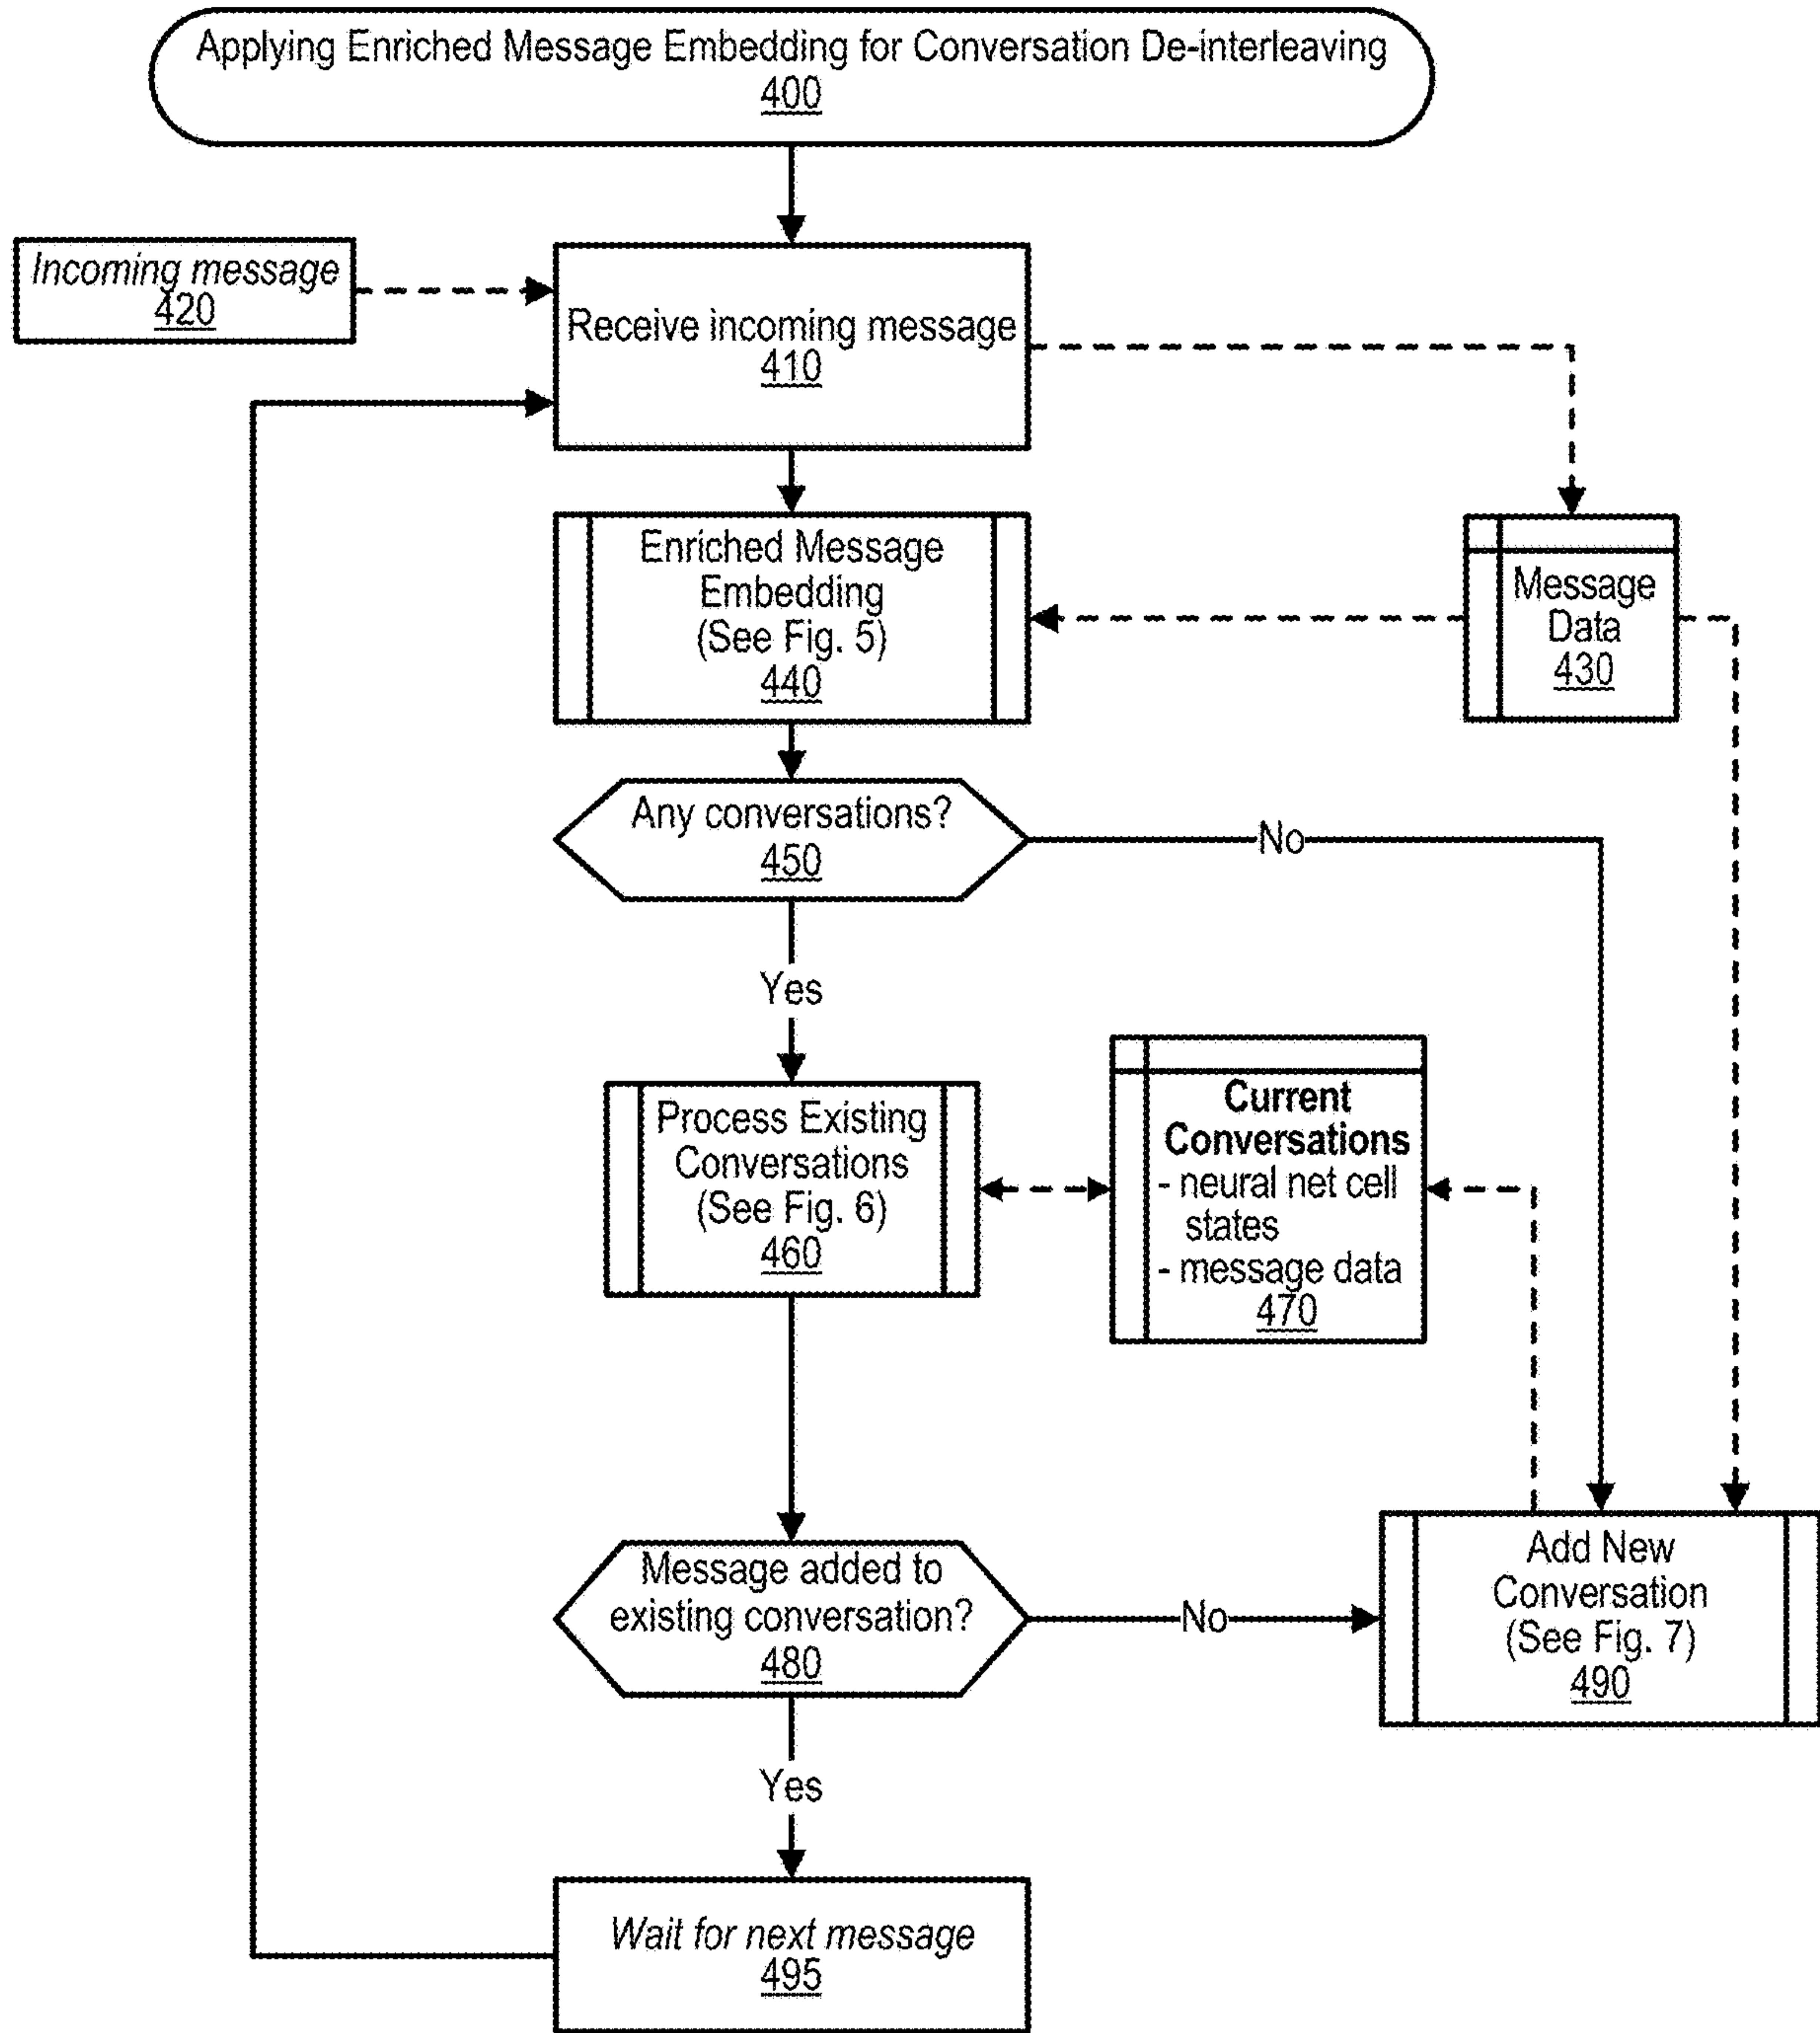 Applying Enriched Message Embedding for Conversation De-interleaving
400
Incoming message
420
Receive incoming message
410
Enriched Message
Embedding
(See Fig. 5)
440
Message
Data
430
Any conversations?
450
No
Yes
Process Existing
Conversations
(See Fig. 6)
460
Current
Conversations
- neural net cell
states
- message data
470
Message added to
existing conversation?
480
No
Add New
Conversation
(See Fig. 7)
490
Yes
Wait for next message
495